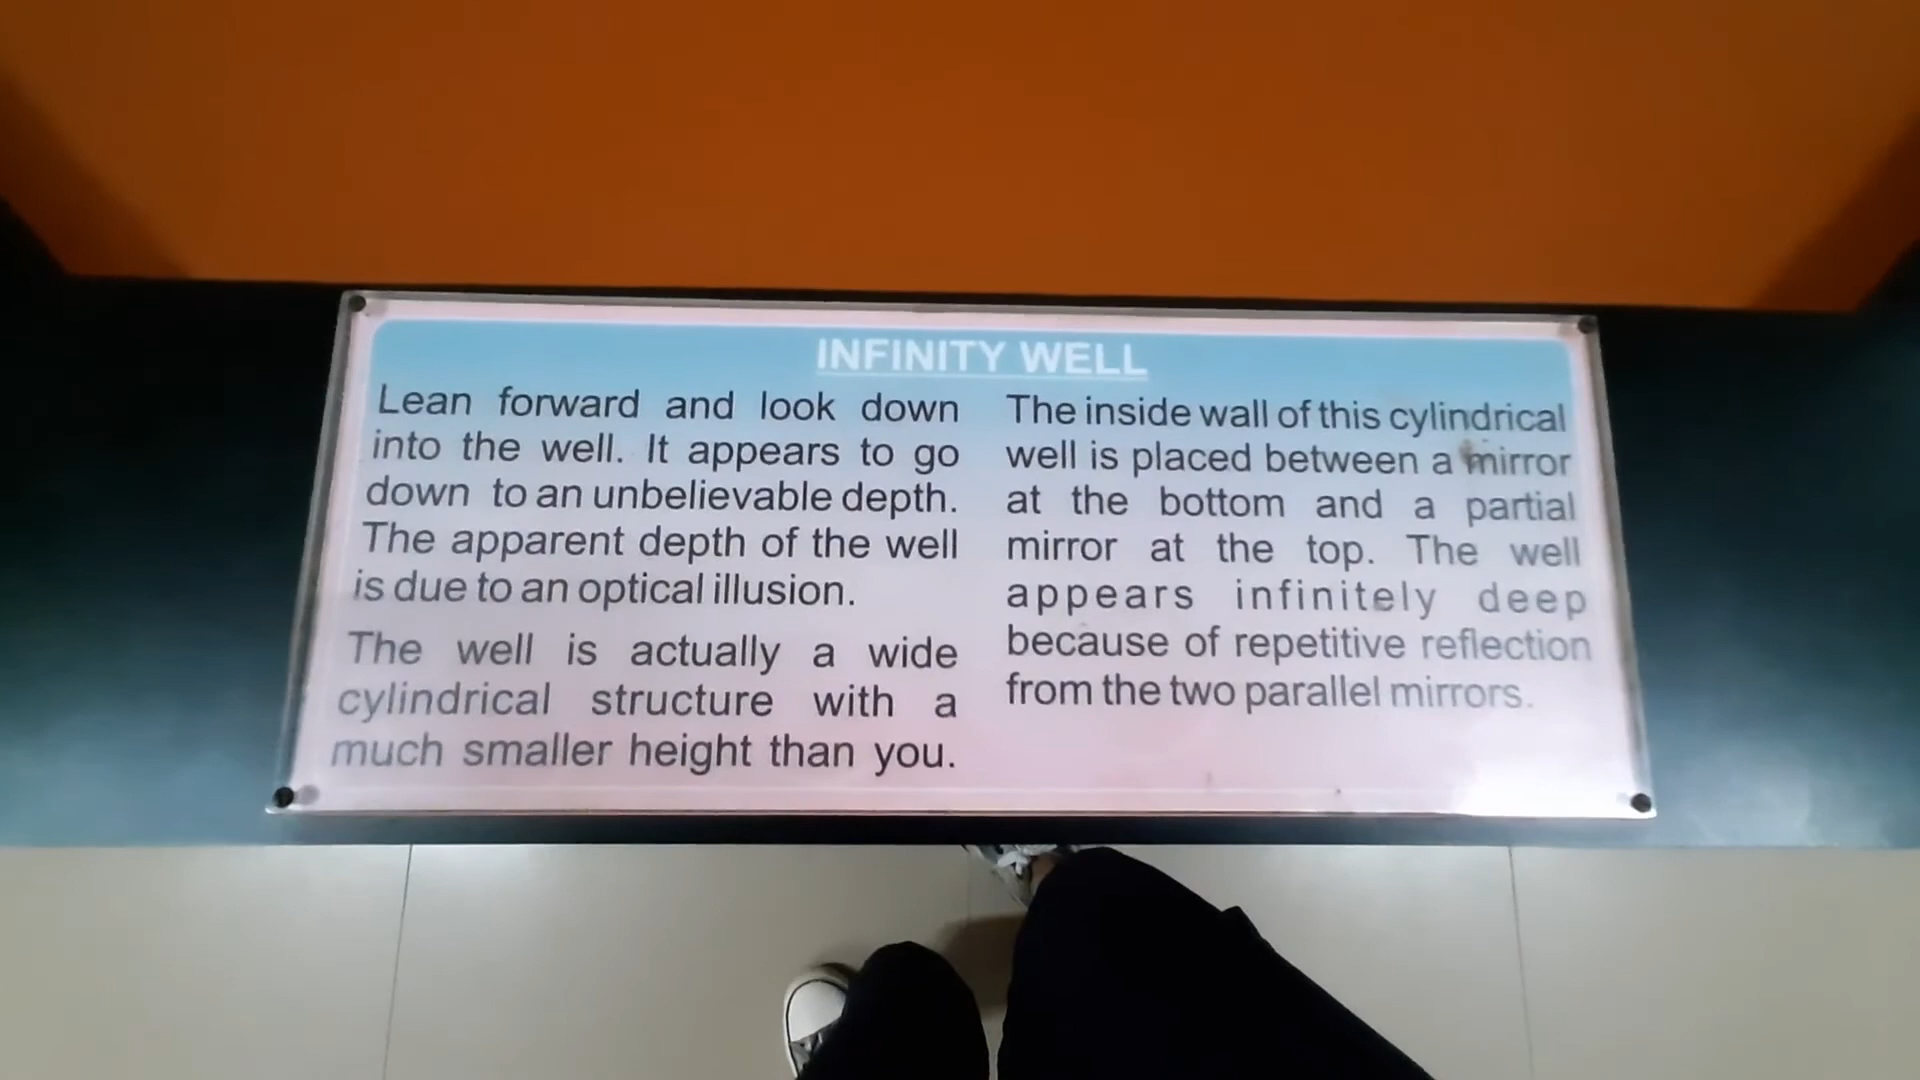 INFINITY WELL
Lean forward and look down
into the well. It appears to go
down to an unbelievable depth.
The apparent depth of the well
is due to an optical illusion.
The well is actually a wide
cylindrical structure with a
much smaller height than you.
The inside wall of this cylindrical
well is placed between a mirror
at the bottom and a partial
mirror at the top. The well
appears infinitely deep
because of repetitive reflection
from the two parallel mirrors.